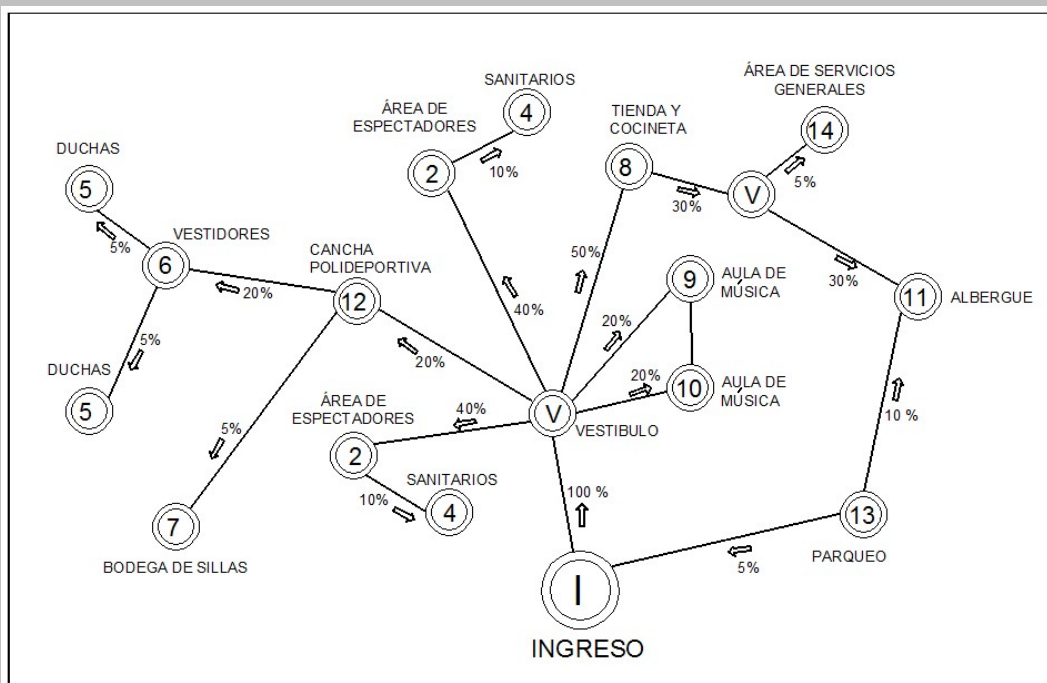 ÁREA DE SERVICIOS
GENERALES
14
5%
SANITARIOS
4
10%
ÁREA DE
ESPECTADORES
2
TIENDA Y
COCINETA
8
30%
V
30%
11
ALBERGUE
DUCHAS
5
5%
VESTIDORES
6
20%
5%
DUCHAS
5
CANCHA
POLIDEPORTIVA
12
20%
5%
7
BODEGA DE SILLAS
40%
50%
20%
9
AULA DE
MÚSICA
20%
10
AULA DE
MÚSICA
V
VESTIBULO
40%
ÁREA DE
ESPECTADORES
2
10%
SANITARIOS
4
100 %
10 %
13
PARQUEO
5%
I
INGRESO